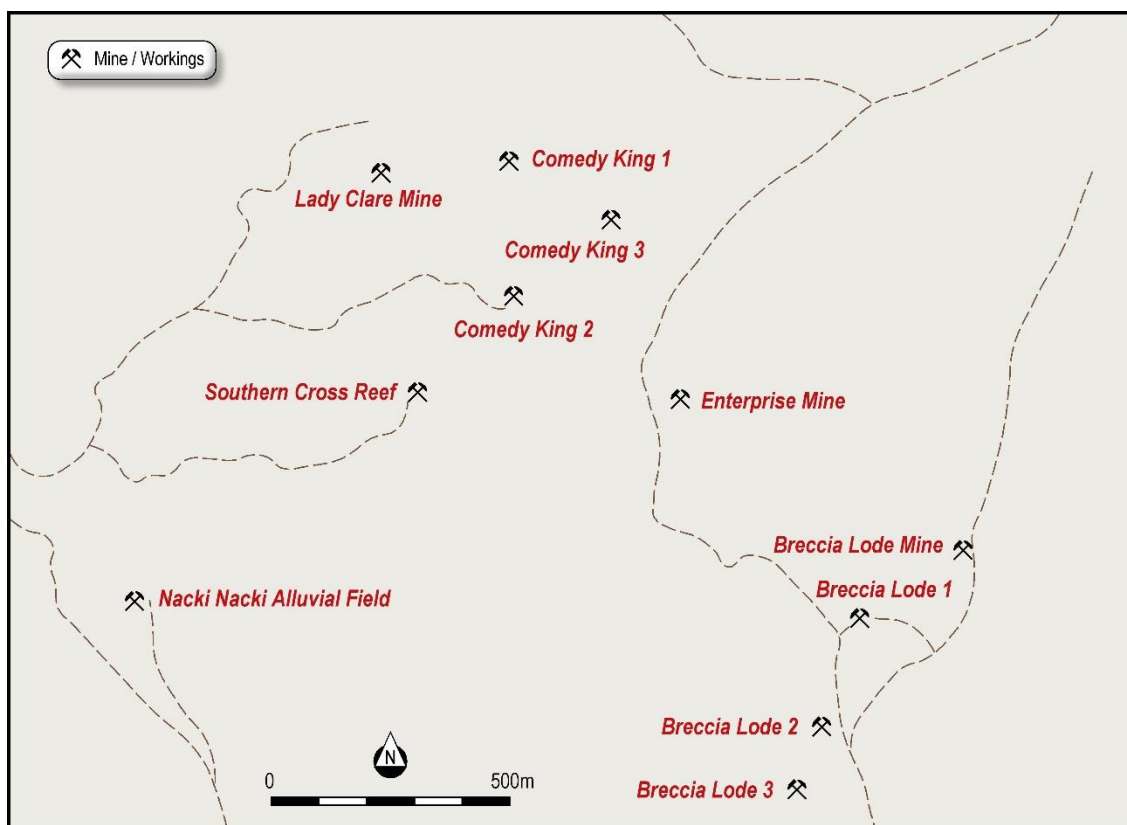 Mine / Workings
Comedy King 1
Lady Clare Mine
Comedy King 3
Comedy King 2
Southern Cross Reef
Enterprise Mine
Breccia Lode Mine
Breccia Lode 1
Nacki Nacki Alluvial Field
Breccia Lode 2
N
0 500m
Breccia Lode 3